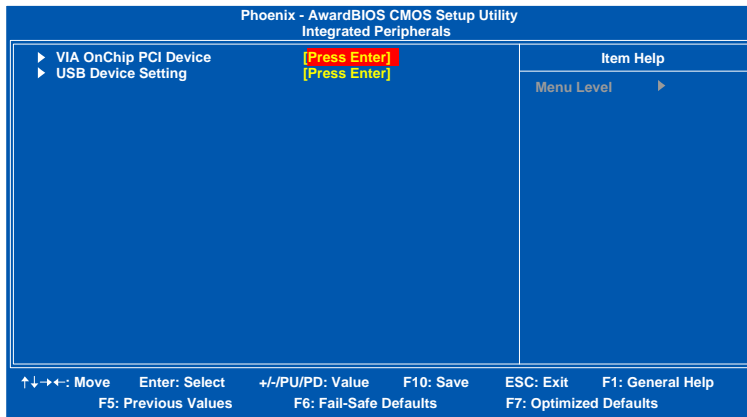 Phoenix - AwardBIOS CMOS Setup Utility
Integrated Peripherals
VIA OnChip PCI Device [Press Enter]
USB Device Setting [Press Enter]
Item Help
Menu Level
↑↓→←: Move Enter: Select +/-/PU/PD: Value F10: Save ESC: Exit F1: General Help
F5: Previous Values F6: Fail-Safe Defaults F7: Optimized Defaults